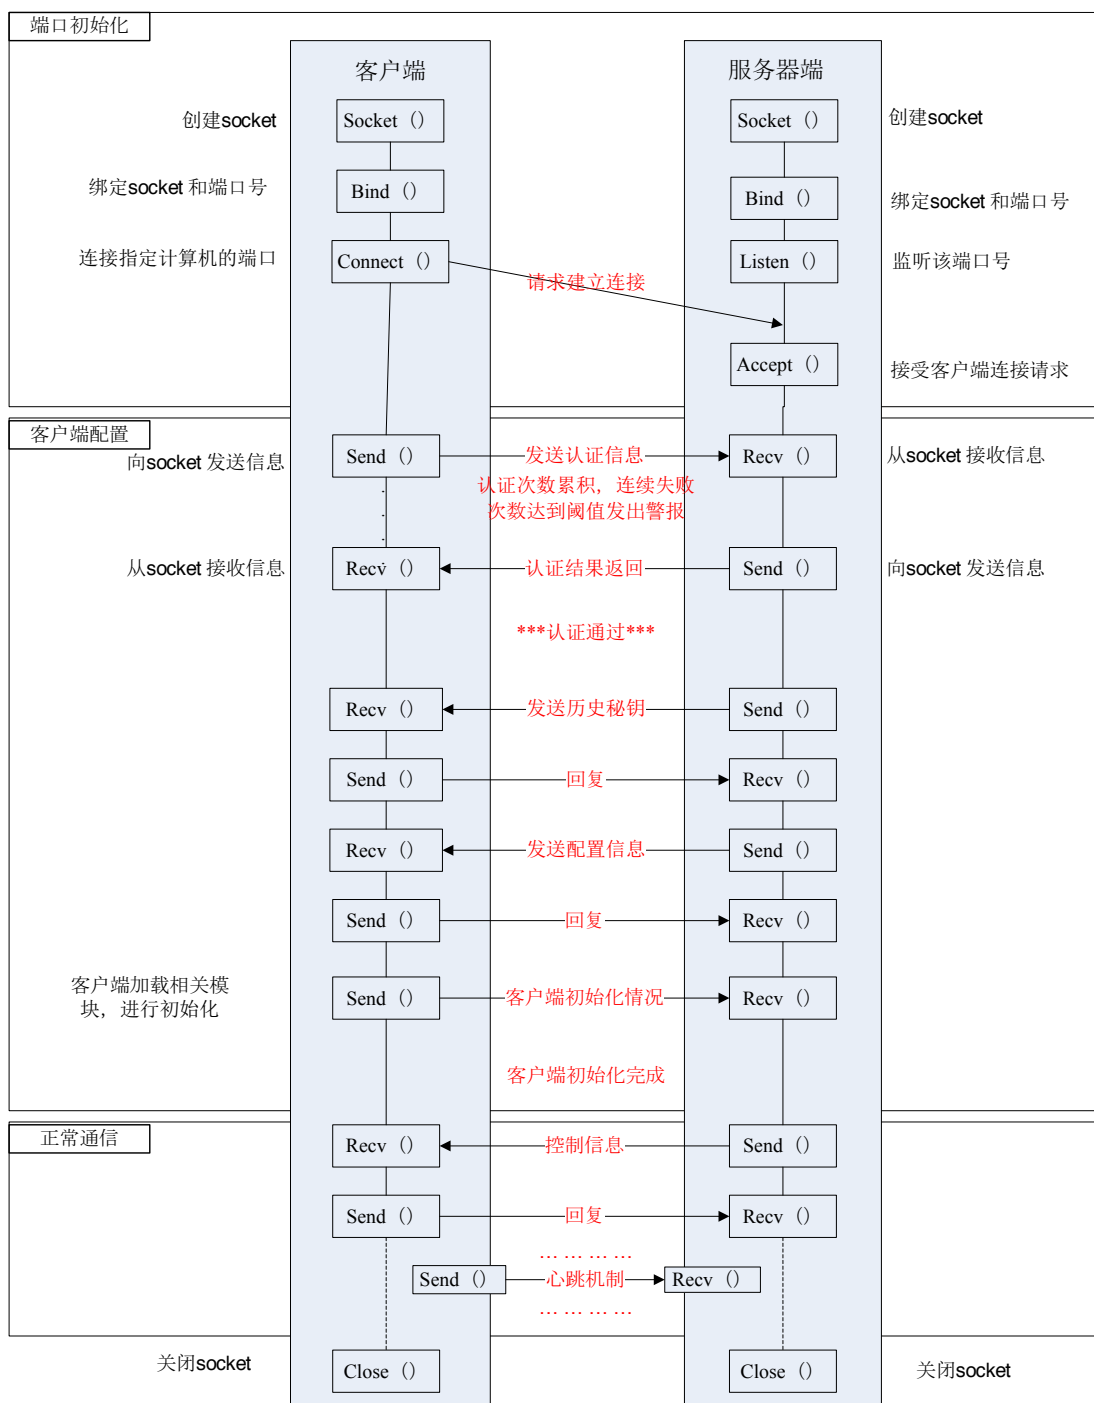 端口初始化
客户端
服务器端
创建socket
Socket （）
Socket （）
创建socket
绑定socket 和端口号
Bind （）
Bind （）
绑定socket 和端口号
连接指定计算机的端口
Connect （）
请求建立连接
Listen （）
监听该端口号
Accept （）
接受客户端连接请求
客户端配置
向socket 发送信息
Send （）
发送认证信息
Recv （）
从socket 接收信息
认证次数累积，连续失败
次数达到阈值发出警报
从socket 接收信息
Recv （）
认证结果返回
Send （）
向socket 发送信息
***认证通过***
Recv （）
发送历史秘钥
Send （）
Send （）
回复
Recv （）
Recv （）
发送配置信息
Send （）
Send （）
回复
Recv （）
客户端加载相关模
块，进行初始化
Send （）
客户端初始化情况
Recv （）
客户端初始化完成
正常通信
Recv （）
控制信息
Send （）
Send （）
回复
Recv （）
… … … …
Send （）
心跳机制
Recv （）
… … … …
关闭socket
Close （）
Close （）
关闭socket